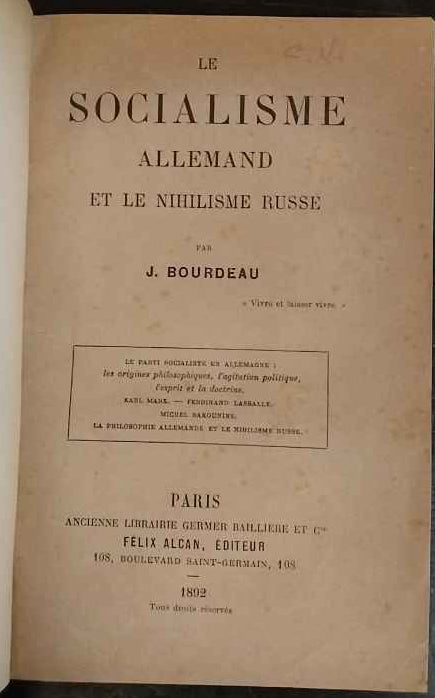 C. N.
LE
SOCIALISME
ALLEMAND
ET LE NIHILISME RUSSE
PAR
J. BOURDEAU
« Vivre et laisser vivre. »
LE PARTI SOCIALISTE EN ALLEMAGNE :
les origines philosophiques, l'agitation politique,
l'esprit et la doctrine.
KARL MARX. — FERDINAND LASSALLE.
MICHEL BAKOUNINE.
LA PHILOSOPHIE ALLEMANDE ET LE NIHILISME RUSSE.
PARIS
ANCIENNE LIBRAIRIE GERMER BAILLIERE ET Cie
FÉLIX ALCAN, ÉDITEUR
108, BOULEVARD SAINT-GERMAIN, 108
1892
Tous droits réservés